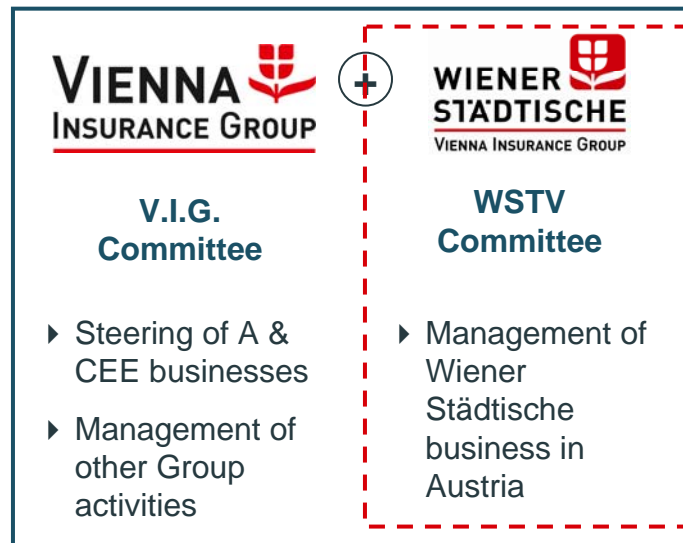 VIENNA
INSURANCE GROUP
V.I.G.
Committee
Steering of A &
CEE businesses
Management of
other Group
activities
+
WIENER
STÄDTISCHE
VIENNA INSURANCE GROUP
WSTV
Committee
Management of
Wiener
Städtische
business in
Austria